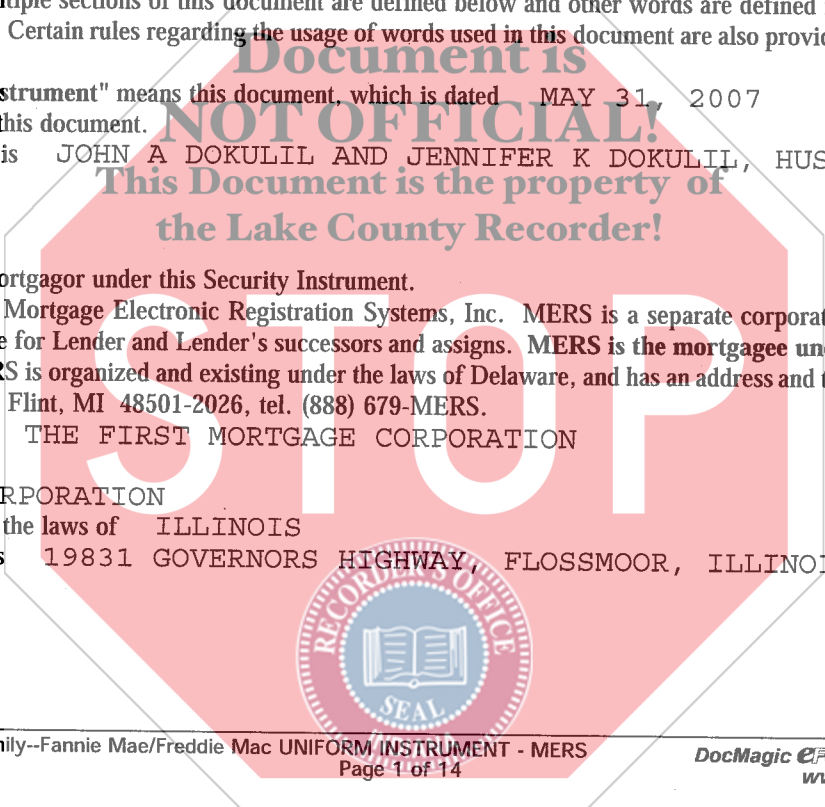 tiple sections of this document are defined below and other words are defined
Certain rules regarding the usage of words used in this document are also provid
Document is
strument" means this document, which is dated MAY 31, 2007
NOT OFFICIAL!
this document.
is JOHN A DOKULIL AND JENNIFER K DOKULIL, HUS
This Document is the property of
the Lake County Recorder!
ortgagor under this Security Instrument.
Mortgage Electronic Registration Systems, Inc. MERS is a separate corporat
e for Lender and Lender's successors and assigns. MERS is the mortgagee un
RS is organized and existing under the laws of Delaware, and has an address and t
Flint, MI 48501-2026, tel. (888) 679-MERS.
STOP
THE FIRST MORTGAGE CORPORATION
RPORATION
the laws of ILLINOIS
s 19831 GOVERNORS HIGHWAY, FLOSSMOOR, ILLINOI
RECORDER'S OFFICE
SEAL
INDIANA
ily--Fannie Mae/Freddie Mac UNIFORM INSTRUMENT - MERS
Page 1 of 14
DocMagic